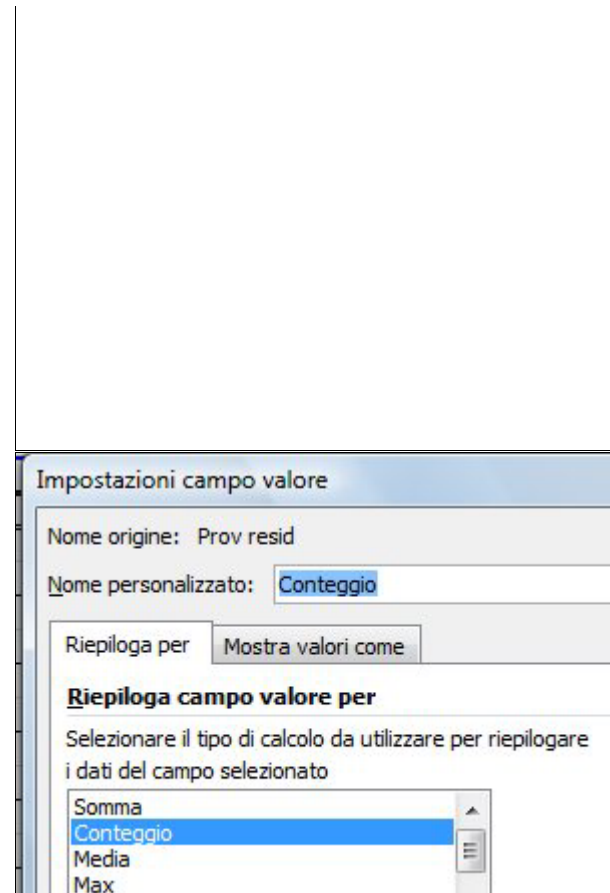 Impostazioni campo valore
Nome origine: Prov resid
Nome personalizzato: Conteggio
Riepiloga per Mostra valori come
Riepiloga campo valore per
Selezionare il tipo di calcolo da utilizzare per riepilogare
i dati del campo selezionato
Somma
Conteggio
Media
Max